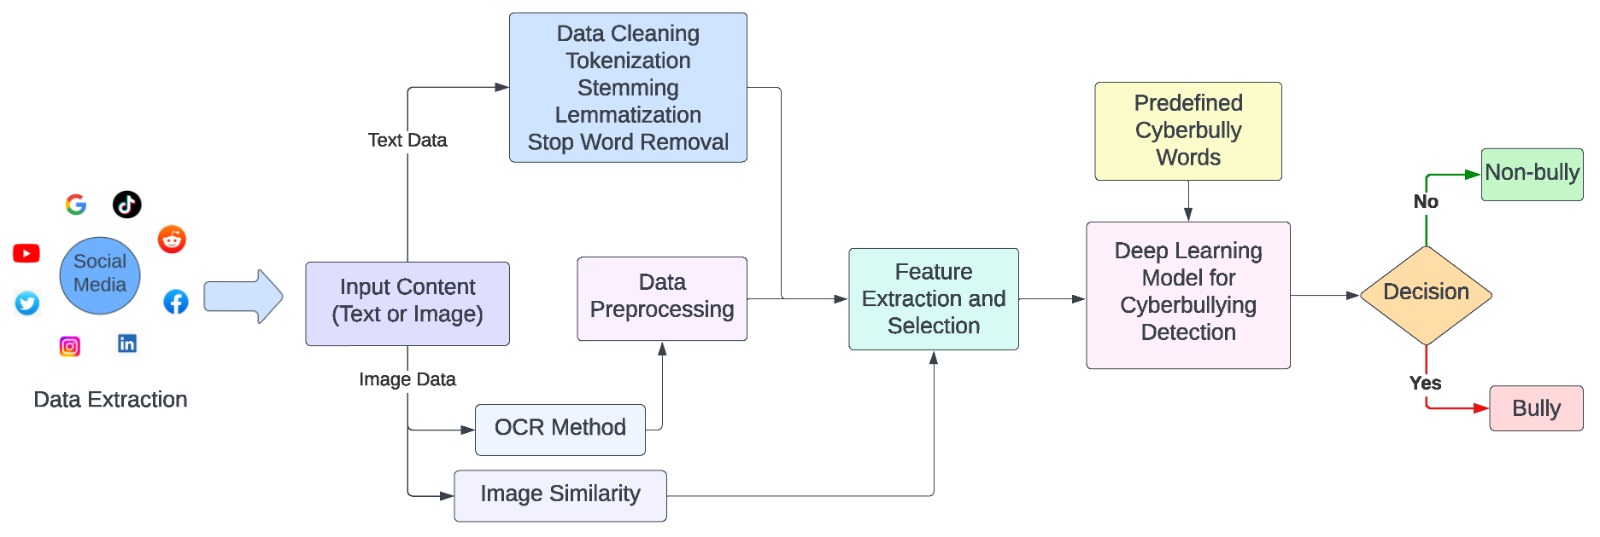 Social
Media
Data Extraction
Input Content
(Text or Image)
Text Data
Data Cleaning
Tokenization
Stemming
Lemmatization
Stop Word Removal
Image Data
OCR Method
Image Similarity
Data
Preprocessing
Feature
Extraction and
Selection
Predefined
Cyberbully
Words
Deep Learning
Model for
Cyberbullying
Detection
Decision
No
Non-bully
Yes
Bully